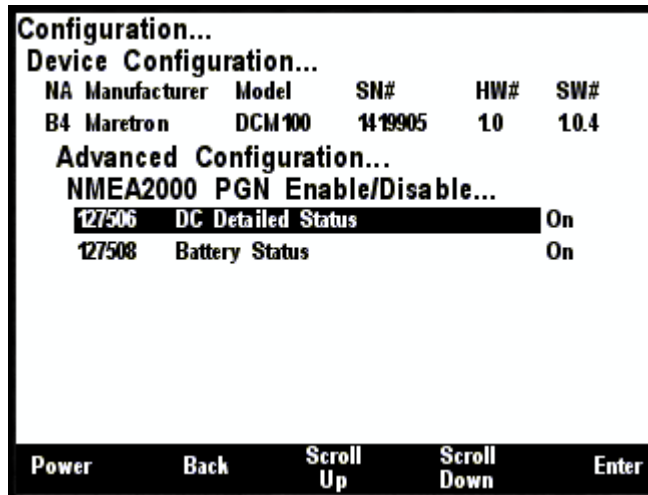 Configuration...
Device Configuration...
NA Manufacturer Model SN# HW# SW#
B4 Maretron DCM100 1419905 1.0 1.0.4
Advanced Configuration...
NMEA2000 PGN Enable/Disable...
127506 DC Detailed Status On
127508 Battery Status On
Power Back Scroll Up Scroll Down Enter